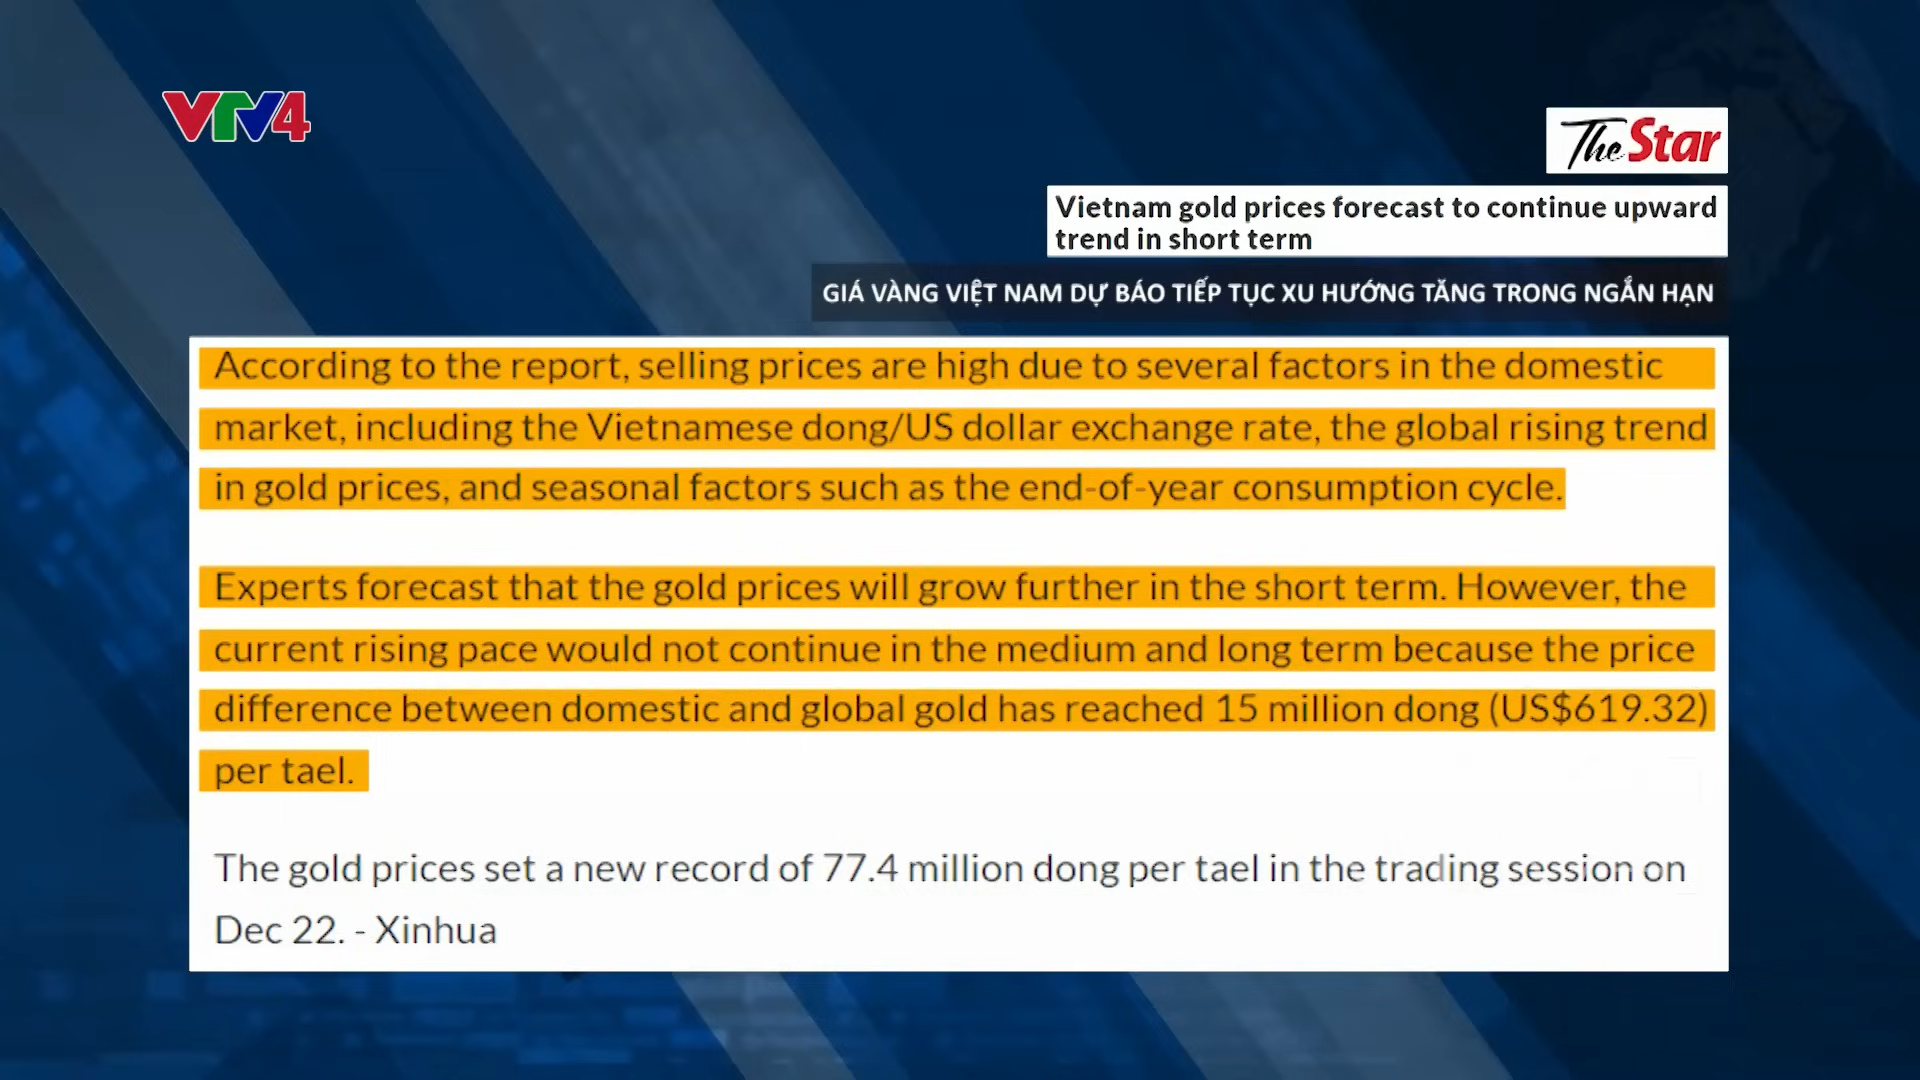 VTV4
The Star
Vietnam gold prices forecast to continue upward
trend in short term
GIÁ VÀNG VIỆT NAM DỰ BÁO TIẾP TỤC XU HƯỚNG TĂNG TRONG NGẮN HẠN
According to the report, selling prices are high due to several factors in the domestic
market, including the Vietnamese dong/US dollar exchange rate, the global rising trend
in gold prices, and seasonal factors such as the end-of-year consumption cycle.
Experts forecast that the gold prices will grow further in the short term. However, the
current rising pace would not continue in the medium and long term because the price
difference between domestic and global gold has reached 15 million dong (US$619.32)
per tael.
The gold prices set a new record of 77.4 million dong per tael in the trading session on
Dec 22. - Xinhua